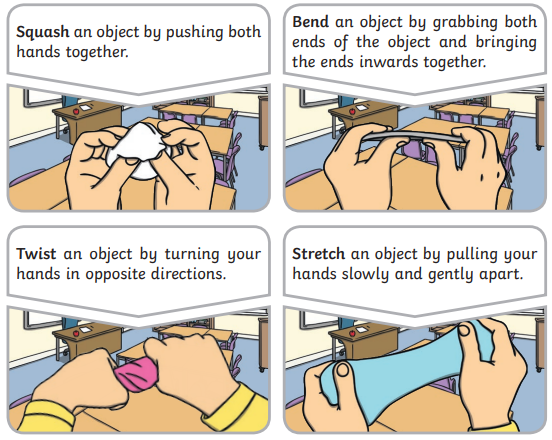 Squash an object by pushing both
hands together.
Bend an object by grabbing both
ends of the object and bringing
the ends inwards together.
Twist an object by turning your
hands in opposite directions.
Stretch an object by pulling your
hands slowly and gently apart.